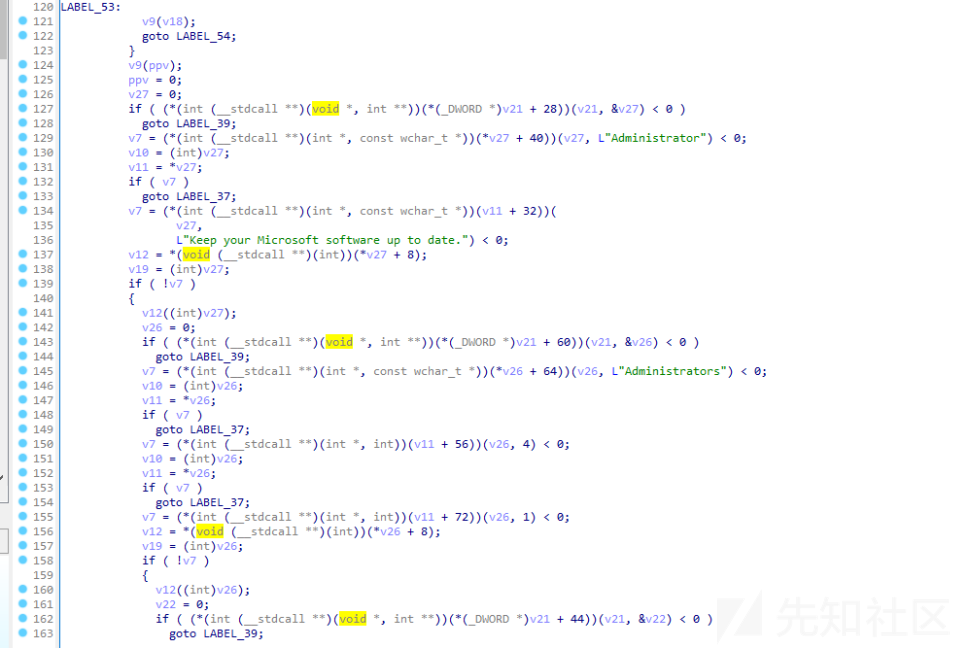 120 LABEL_53:
121 v9(v18);
122 goto LABEL_54;
123 }
124 v9(ppv);
125 ppv = 0;
126 v27 = 0;
127 if ( (*(int (__stdcall **)(void *, int **))(*(_DWORD *)v21 + 28))(v21, &v27) < 0 )
128 goto LABEL_39;
129 v7 = (*(int (__stdcall **)(int *, const wchar_t *))(*v27 + 40))(v27, L"Administrator") < 0;
130 v10 = (int)v27;
131 v11 = *v27;
132 if ( v7 )
133 goto LABEL_37;
134 v7 = (*(int (__stdcall **)(int *, const wchar_t *))(v11 + 32))(
135 v27,
136 L"Keep your Microsoft software up to date.") < 0;
137 v12 = *(void (__stdcall **)(int))(*v27 + 8);
138 v19 = (int)v27;
139 if ( !v7 )
140 {
141 v12((int)v27);
142 v26 = 0;
143 if ( (*(int (__stdcall **)(void *, int **))(*(_DWORD *)v21 + 60))(v21, &v26) < 0 )
144 goto LABEL_39;
145 v7 = (*(int (__stdcall **)(int *, const wchar_t *))(*v26 + 64))(v26, L"Administrators") < 0;
146 v10 = (int)v26;
147 v11 = *v26;
148 if ( v7 )
149 goto LABEL_37;
150 v7 = (*(int (__stdcall **)(int *, int))(v11 + 56))(v26, 4) < 0;
151 v10 = (int)v26;
152 v11 = *v26;
153 if ( v7 )
154 goto LABEL_37;
155 v7 = (*(int (__stdcall **)(int *, int))(v11 + 72))(v26, 1) < 0;
156 v12 = *(void (__stdcall **)(int))(*v26 + 8);
157 v19 = (int)v26;
158 if ( !v7 )
159 {
160 v12((int)v26);
161 v22 = 0;
162 if ( (*(int (__stdcall **)(void *, int **))(*(_DWORD *)v21 + 44))(v21, &v22) < 0 )
163 goto LABEL_39;
先知社区